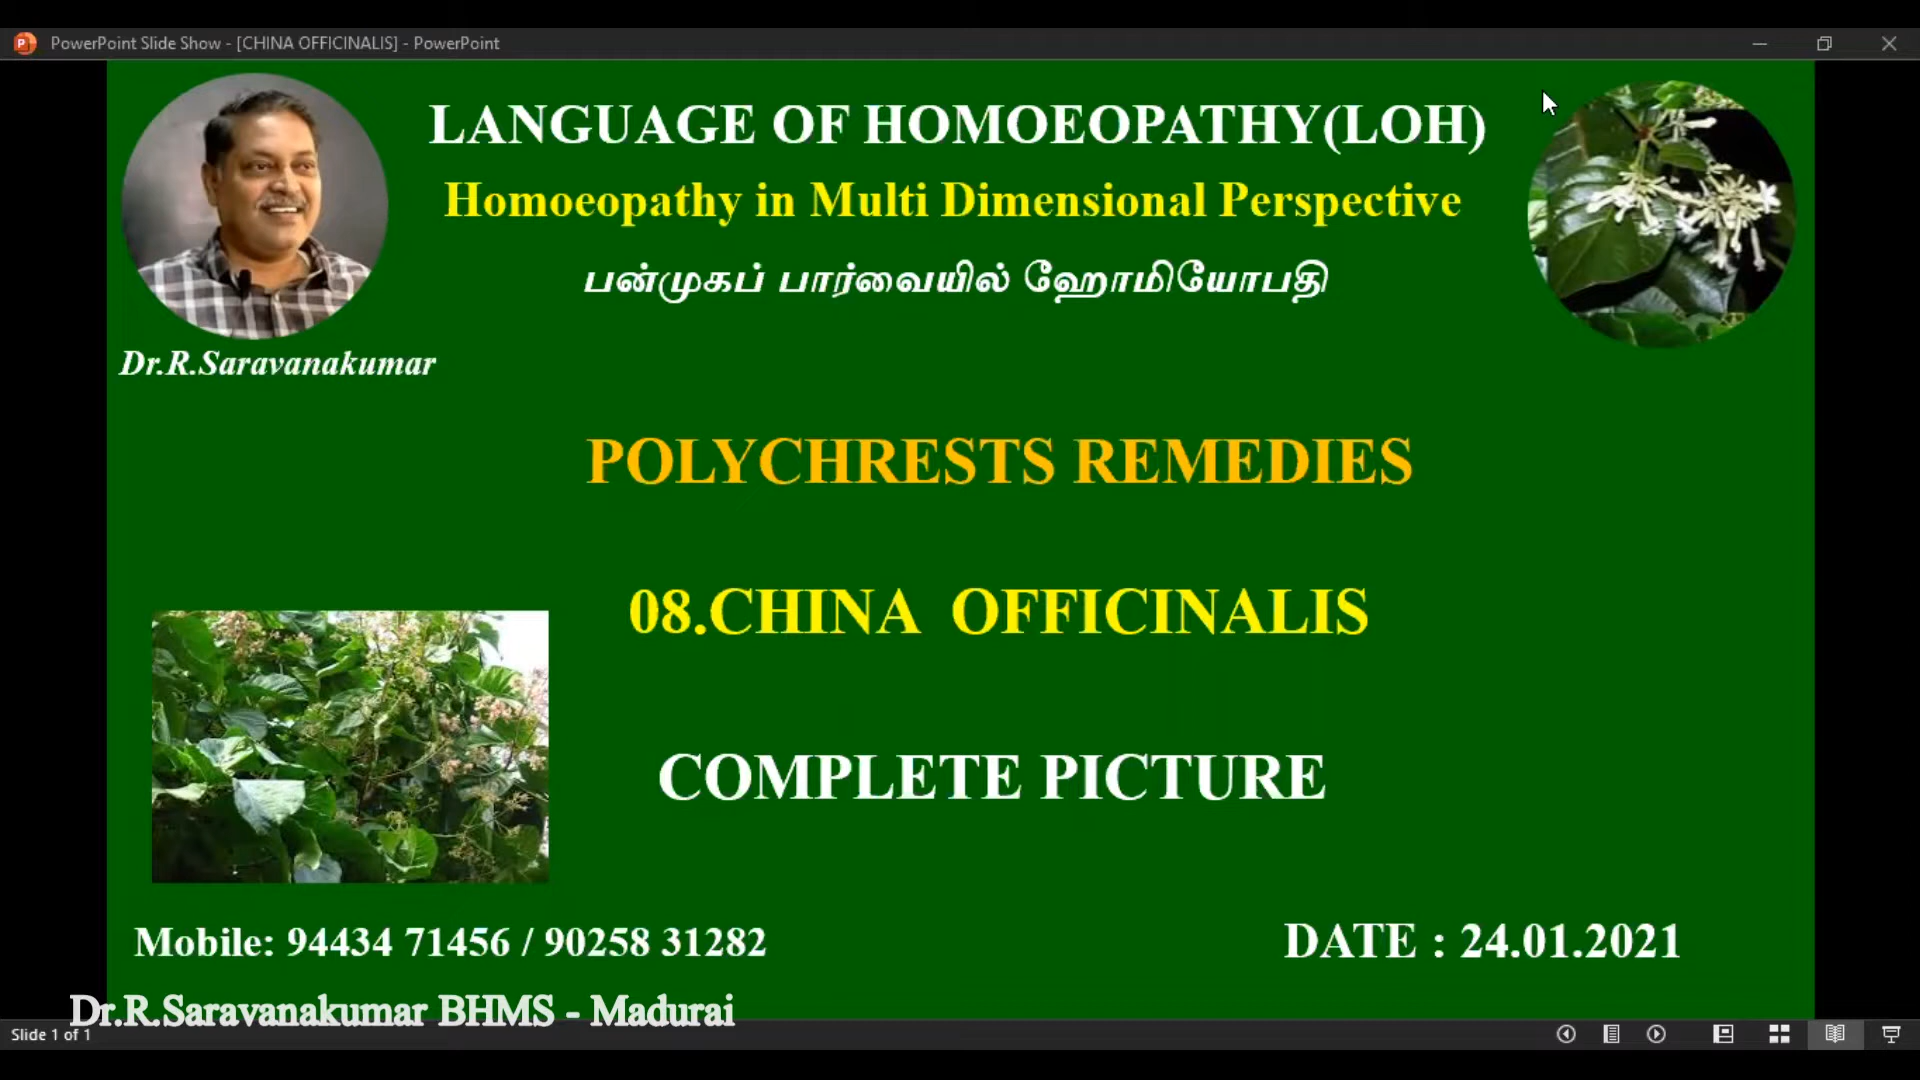 PowerPoint Slide Show - [CHINA OFFICINALIS] - PowerPoint
LANGUAGE OF HOMOEOPATHY(LOH)
Homoeopathy in Multi Dimensional Perspective
பன்முகப் பார்வையில் ஹோமியோபதி
Dr.R.Saravanakumar
POLYCHRESTS REMEDIES
08.CHINA OFFICINALIS
COMPLETE PICTURE
Mobile: 94434 71456 / 90258 31282
DATE : 24.01.2021
Dr.R.Saravanakumar BHMS - Madurai
Slide 1 of 1